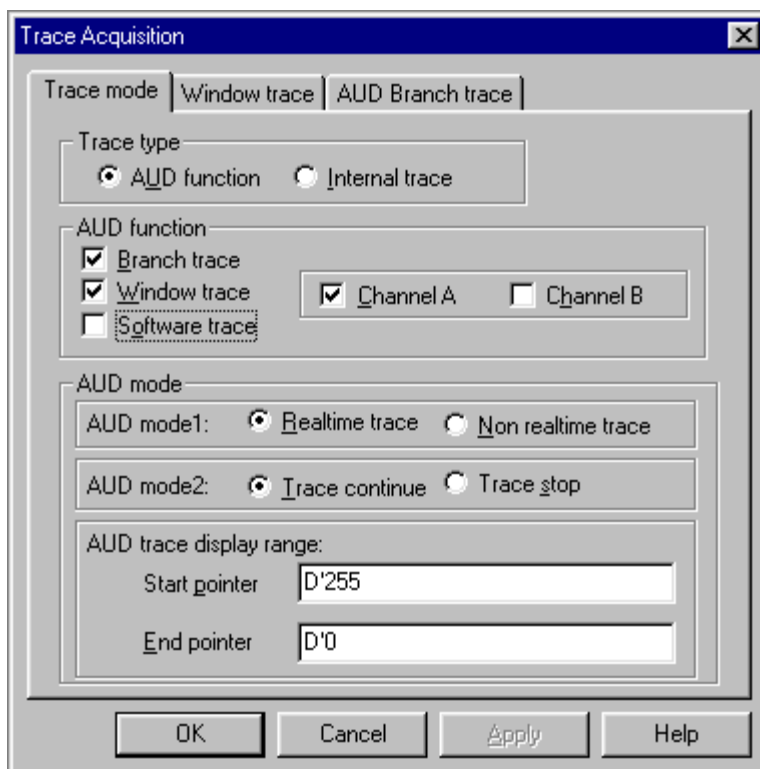 Trace Acquisition
Trace mode Window trace AUD Branch trace
Trace type
AUD function Internal trace
AUD function
Branch trace
Window trace Channel A Channel B
Software trace
AUD mode
AUD mode1: Realtime trace Non realtime trace
AUD mode2: Trace continue Trace stop
AUD trace display range:
Start pointer D'255
End pointer D'0
OK Cancel Apply Help